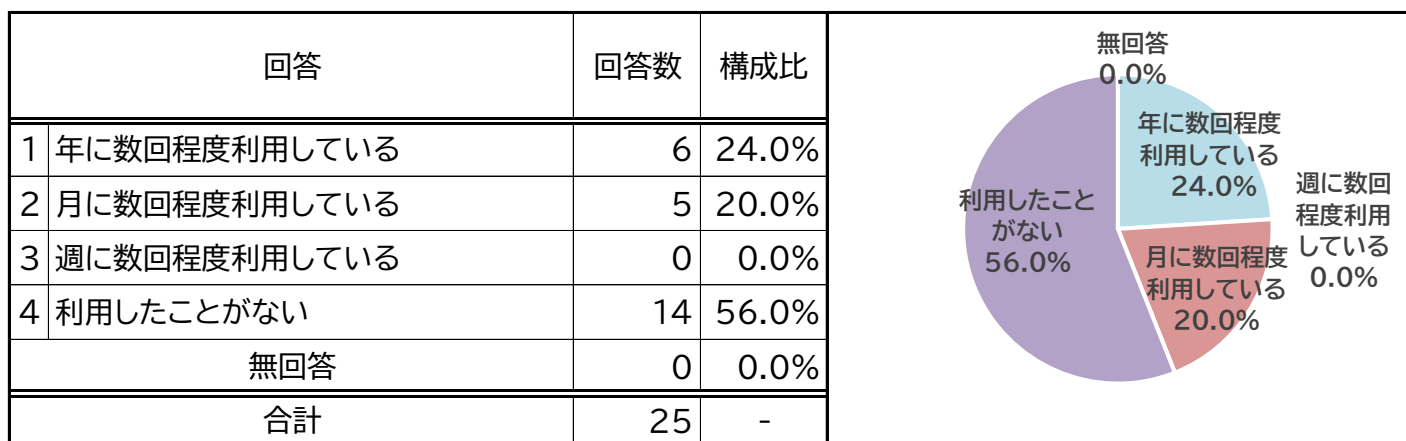 回答 回答数 構成比
1 年に数回程度利用している 6 24.0%
2 月に数回程度利用している 5 20.0%
3 週に数回程度利用している 0 0.0%
4 利用したことがない 14 56.0%
無回答 0 0.0%
合計 25 -
無回答
0.0%
年に数回程度
利用している
24.0%
週に数回
程度利用
している
0.0%
月に数回程度
利用している
20.0%
利用したこと
がない
56.0%